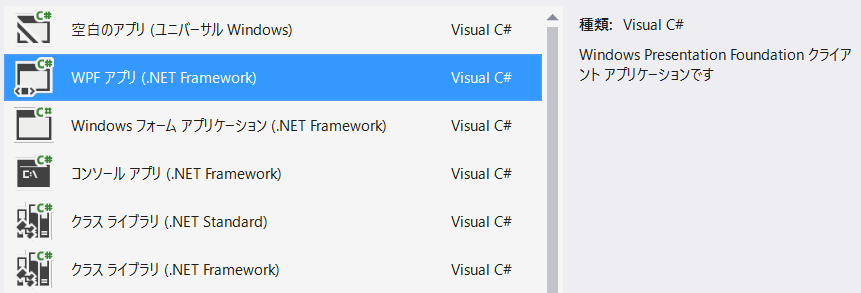 空白のアプリ (ユニバーサル Windows) Visual C#
WPF アプリ (.NET Framework) Visual C#
Windows フォーム アプリケーション (.NET Framework) Visual C#
コンソール アプリ (.NET Framework) Visual C#
クラス ライブラリ (.NET Standard) Visual C#
クラス ライブラリ (.NET Framework) Visual C#
種類: Visual C#
Windows Presentation Foundation クライア
ント アプリケーションです
C#
C#
C#
C#
C:\
C#
C#